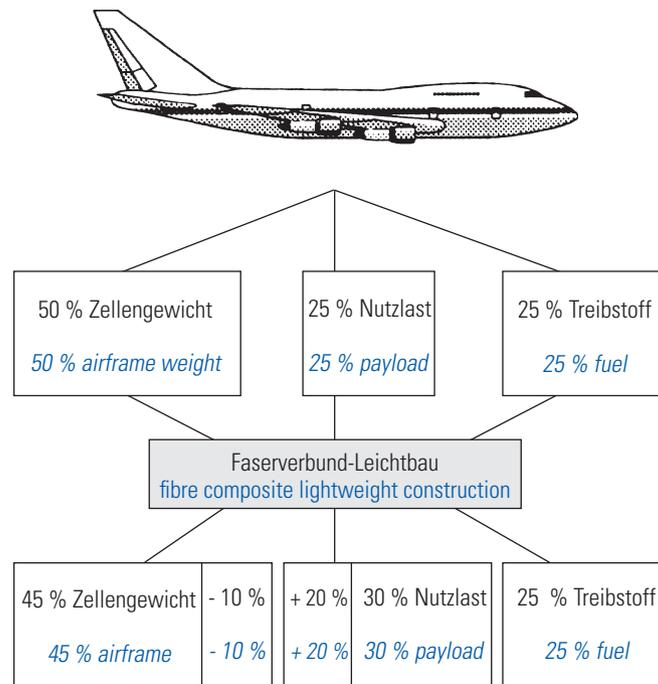 50 % Zellengewicht
50 % airframe weight
25 % Nutzlast
25 % payload
25 % Treibstoff
25 % fuel
Faserverbund-Leichtbau
fibre composite lightweight construction
45 % Zellengewicht
45 % airframe
- 10 %
- 10 %
+ 20 %
+ 20 %
30 % Nutzlast
30 % payload
25 % Treibstoff
25 % fuel